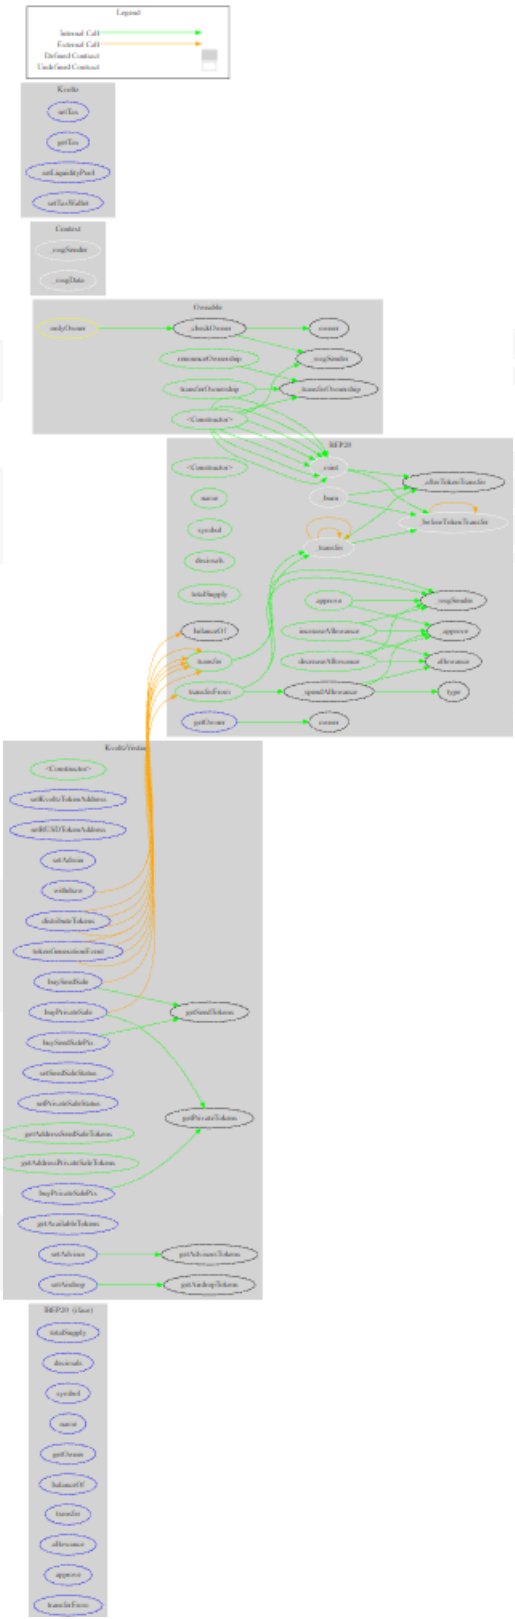 Legend
Internal Call
External Call
Defined Contract
Undefined Contract
Kvolts
setTax
getTax
setLiquidityPool
setTaxWallet
Context
_msgSender
_msgData
Ownable
onlyOwner
_checkOwner
owner
renounceOwnership
_msgSender
transferOwnership
_transferOwnership
<Constructor>
BEP20
<Constructor>
_mint
_afterTokenTransfer
name
_burn
_beforeTokenTransfer
symbol
_transfer
decimals
totalSupply
approve
_msgSender
balanceOf
increaseAllowance
_approve
transfer
decreaseAllowance
allowance
transferFrom
_spendAllowance
type
getOwner
owner
KvoltsVesting
<Constructor>
setKvoltsTokenAddress
setBUSDTokenAddress
setAdmin
withdraw
distributeTokens
tokenGenerationEvent
buySeedSale
buyPrivateSale
getSeedTokens
buySeedSalePix
setSeedSaleStatus
setPrivateSaleStatus
getPrivateTokens
getAddressSeedSaleTokens
getAddressPrivateSaleTokens
buyPrivateSalePix
getAvailableTokens
setAdvisor
getAdvisorsTokens
setAirdrop
getAirdropTokens
IBEP20 (iface)
totalSupply
decimals
symbol
name
getOwner
balanceOf
transfer
allowance
approve
transferFrom